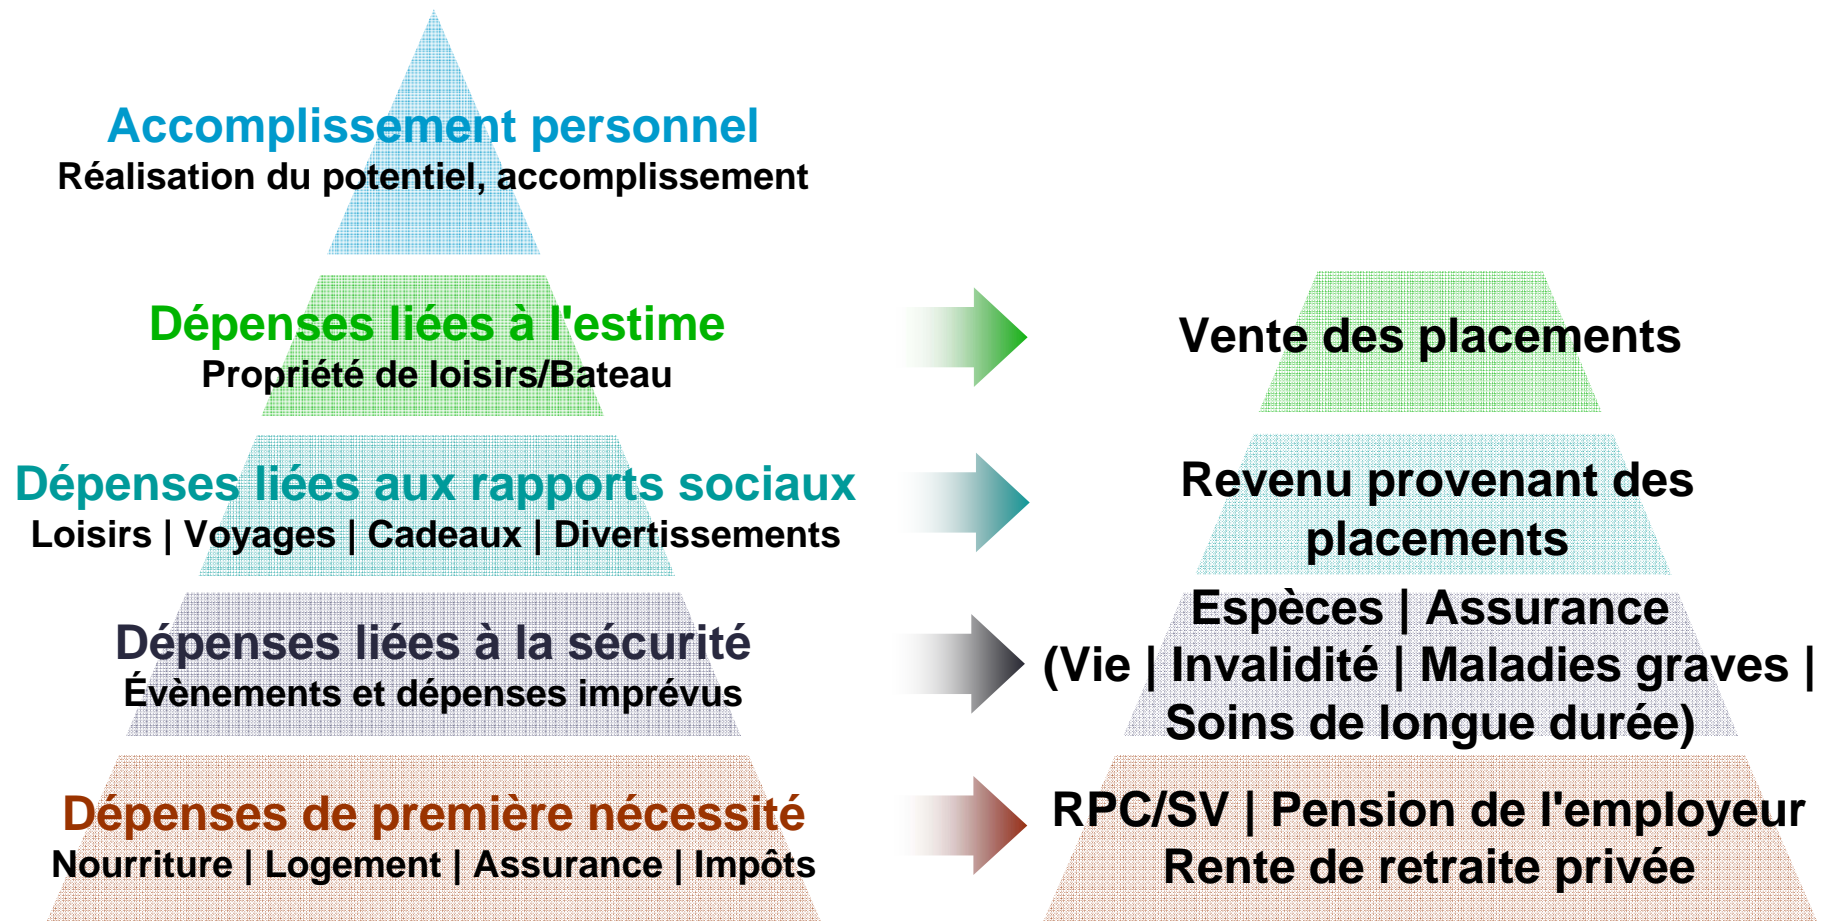 Accomplissement personnel
Réalisation du potentiel, accomplissement
Dépenses liées à l'estime
Propriété de loisirs/Bateau
Dépenses liées aux rapports sociaux
Loisirs | Voyages | Cadeaux | Divertissements
Dépenses liées à la sécurité
Évènements et dépenses imprévus
Dépenses de première nécessité
Nourriture | Logement | Assurance | Impôts
Vente des placements
Revenu provenant des
placements
Espèces | Assurance
(Vie | Invalidité | Maladies graves |
Soins de longue durée)
RPC/SV | Pension de l'employeur
Rente de retraite privée